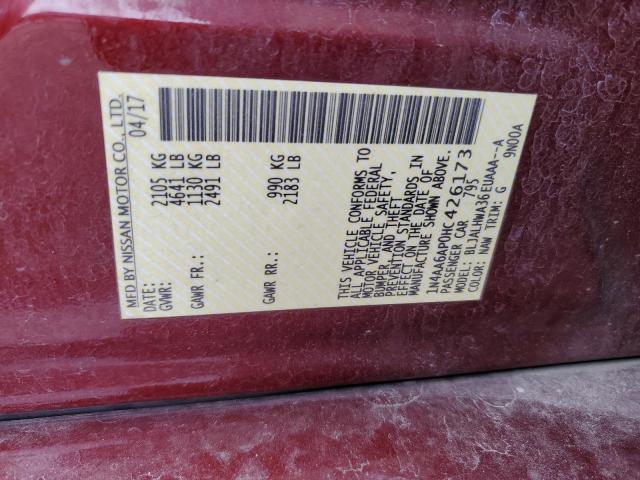 MFD BY NISSAN MOTOR CO., LTD
DATE: 04/17
GVWR: 2105 KG
4641 LB
GAWR FR.: 1130 KG
2491 LB
GAWR RR.: 990 KG
2183 LB
THIS VEHICLE CONFORMS TO
ALL APPLICABLE FEDERAL
MOTOR VEHICLE SAFETY,
BUMPER, AND THEFT
PREVENTION STANDARDS IN
EFFECT ON THE DATE OF
MANUFACTURE SHOWN ABOVE.
1N4AA6AP0HC426173
PASSENGER CAR 795
MODEL: BLJALHWA36EUAAA--A
COLOR: NAW TRIM: G 9N00A